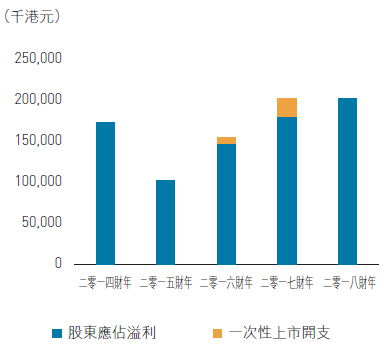 （千港元）
250,000
200,000
150,000
100,000
50,000
0
二零一四財年 二零一五財年 二零一六財年 二零一七財年 二零一八財年
股東應佔溢利 一次性上市開支